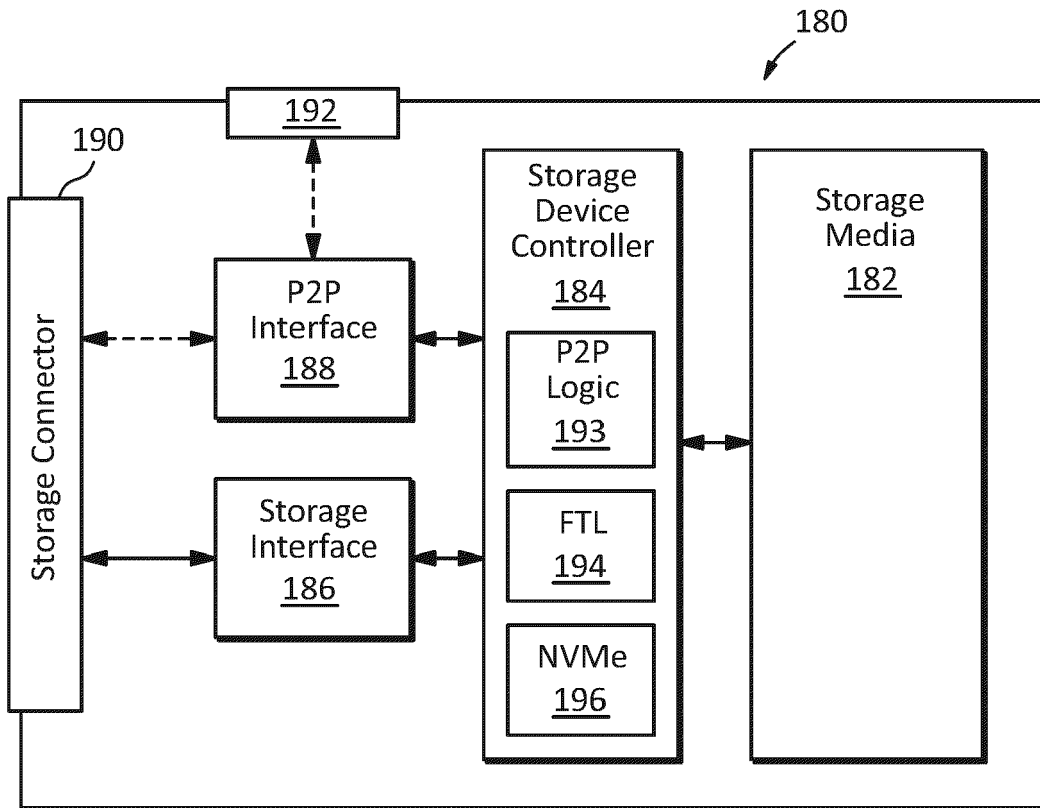 180
192
190
Storage Connector
P2P
Interface
188
Storage
Interface
186
Storage
Device
Controller
184
P2P
Logic
193
FTL
194
NVMe
196
Storage
Media
182